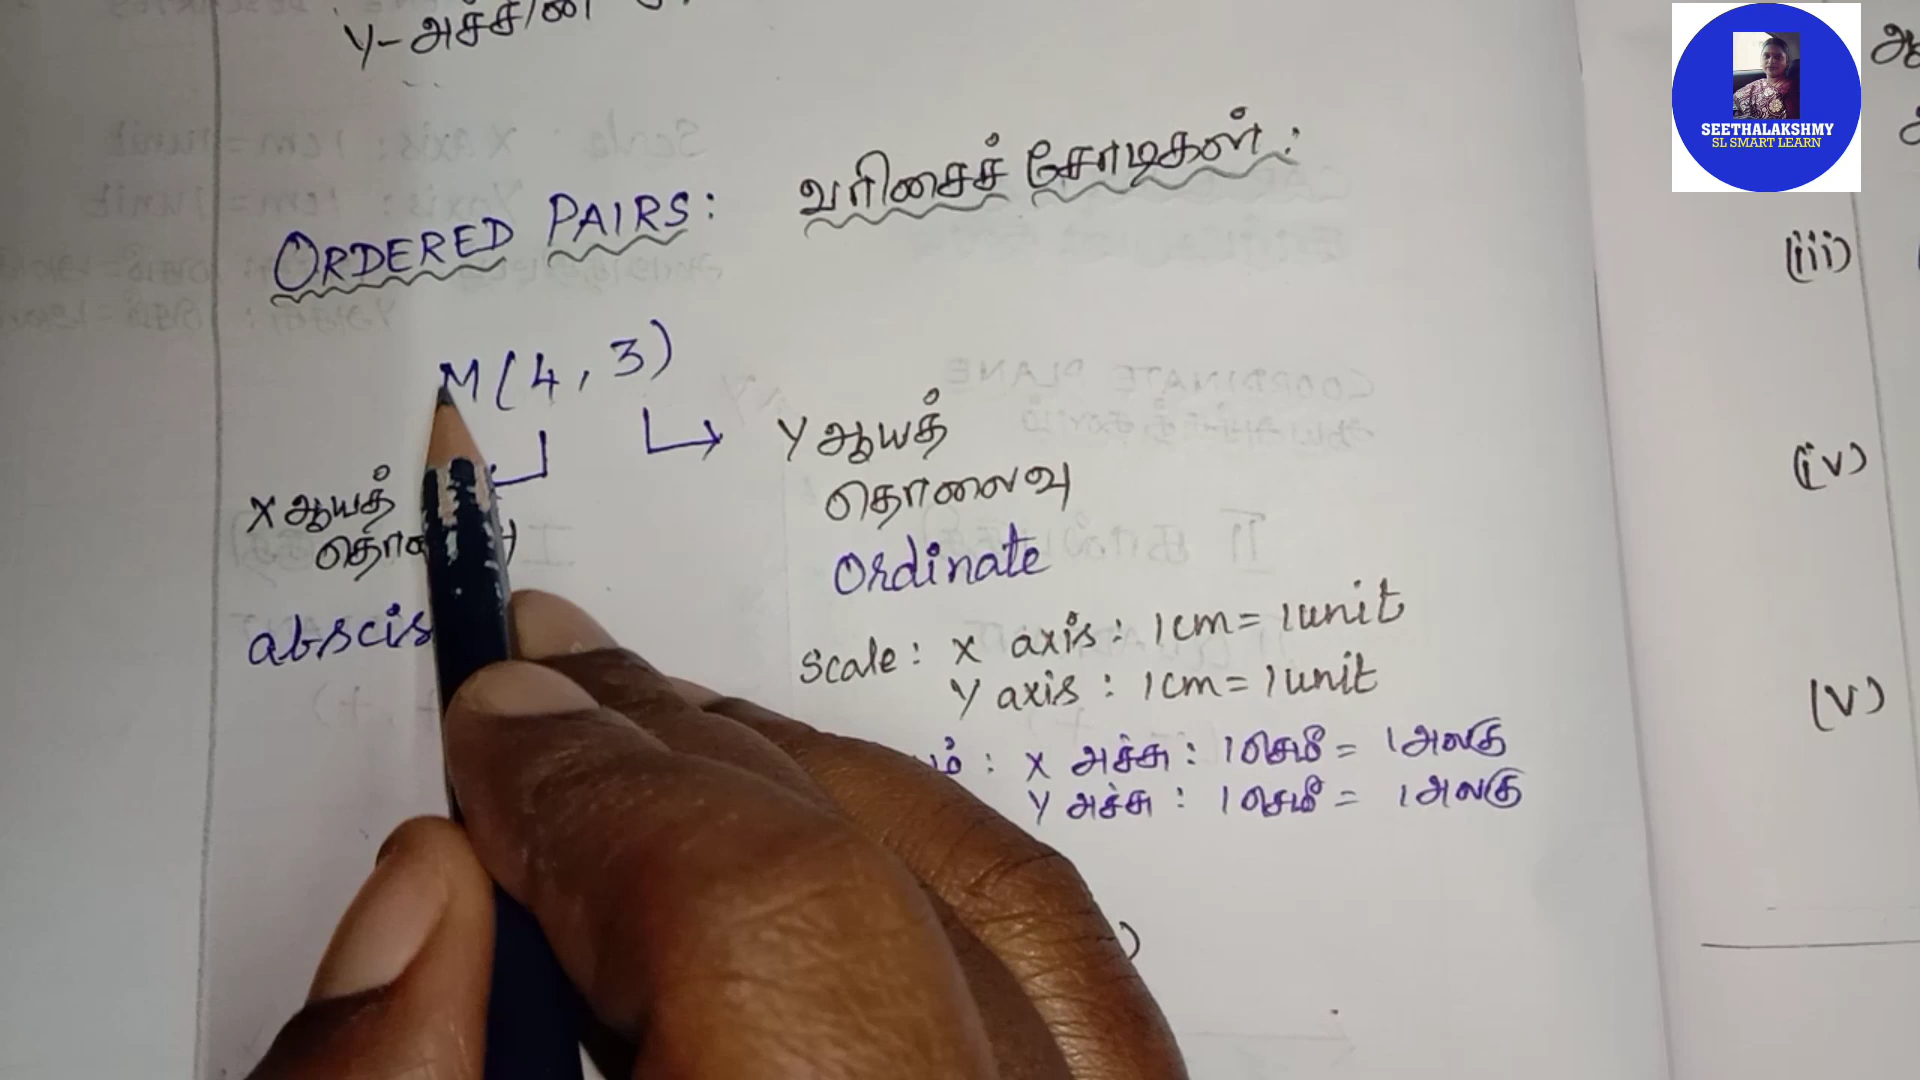 ORDERED PAIRS: வரிசைச் சோடிகள்:
M(4, 3)
X ஆயத்
Y ஆயத்
தொலைவு
Ordinate
Scale: X axis: 1cm = 1unit
Y axis: 1cm = 1unit
X அச்சு: 1செமீ = 1அலகு
Y அச்சு: 1செமீ = 1அலகு
(iii)
(iv)
(v)
SEETHALAKSHMY
SL SMART LEARN